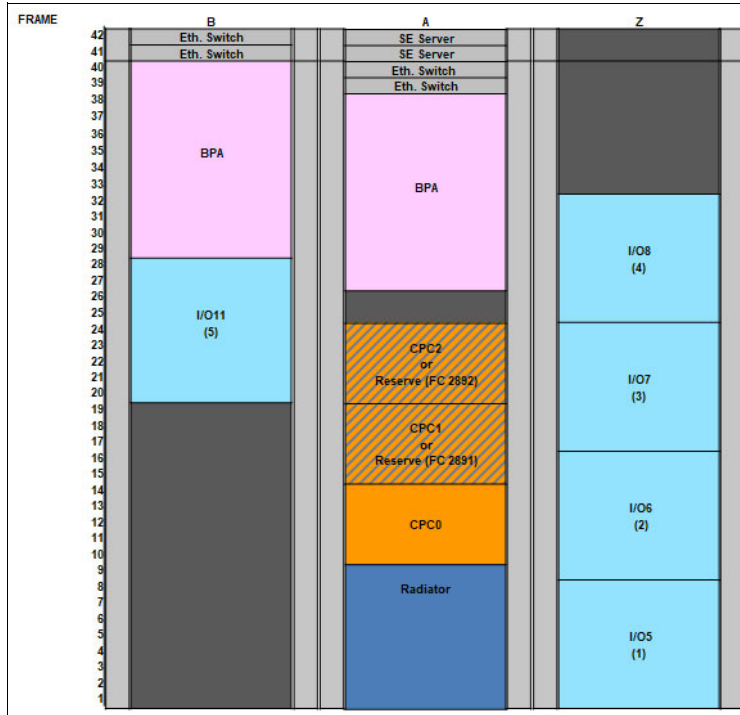 FRAME
B
A
Z
42
41
40
39
38
37
36
35
34
33
32
31
30
29
28
27
26
25
24
23
22
21
20
19
18
17
16
15
14
13
12
11
10
9
8
7
6
5
4
3
2
1
Eth. Switch
Eth. Switch
BPA
I/O11
(5)
SE Server
SE Server
Eth. Switch
Eth. Switch
BPA
CPC2
or
Reserve (FC 2892)
CPC1
or
Reserve (FC 2891)
CPC0
Radiator
I/O8
(4)
I/O7
(3)
I/O6
(2)
I/O5
(1)